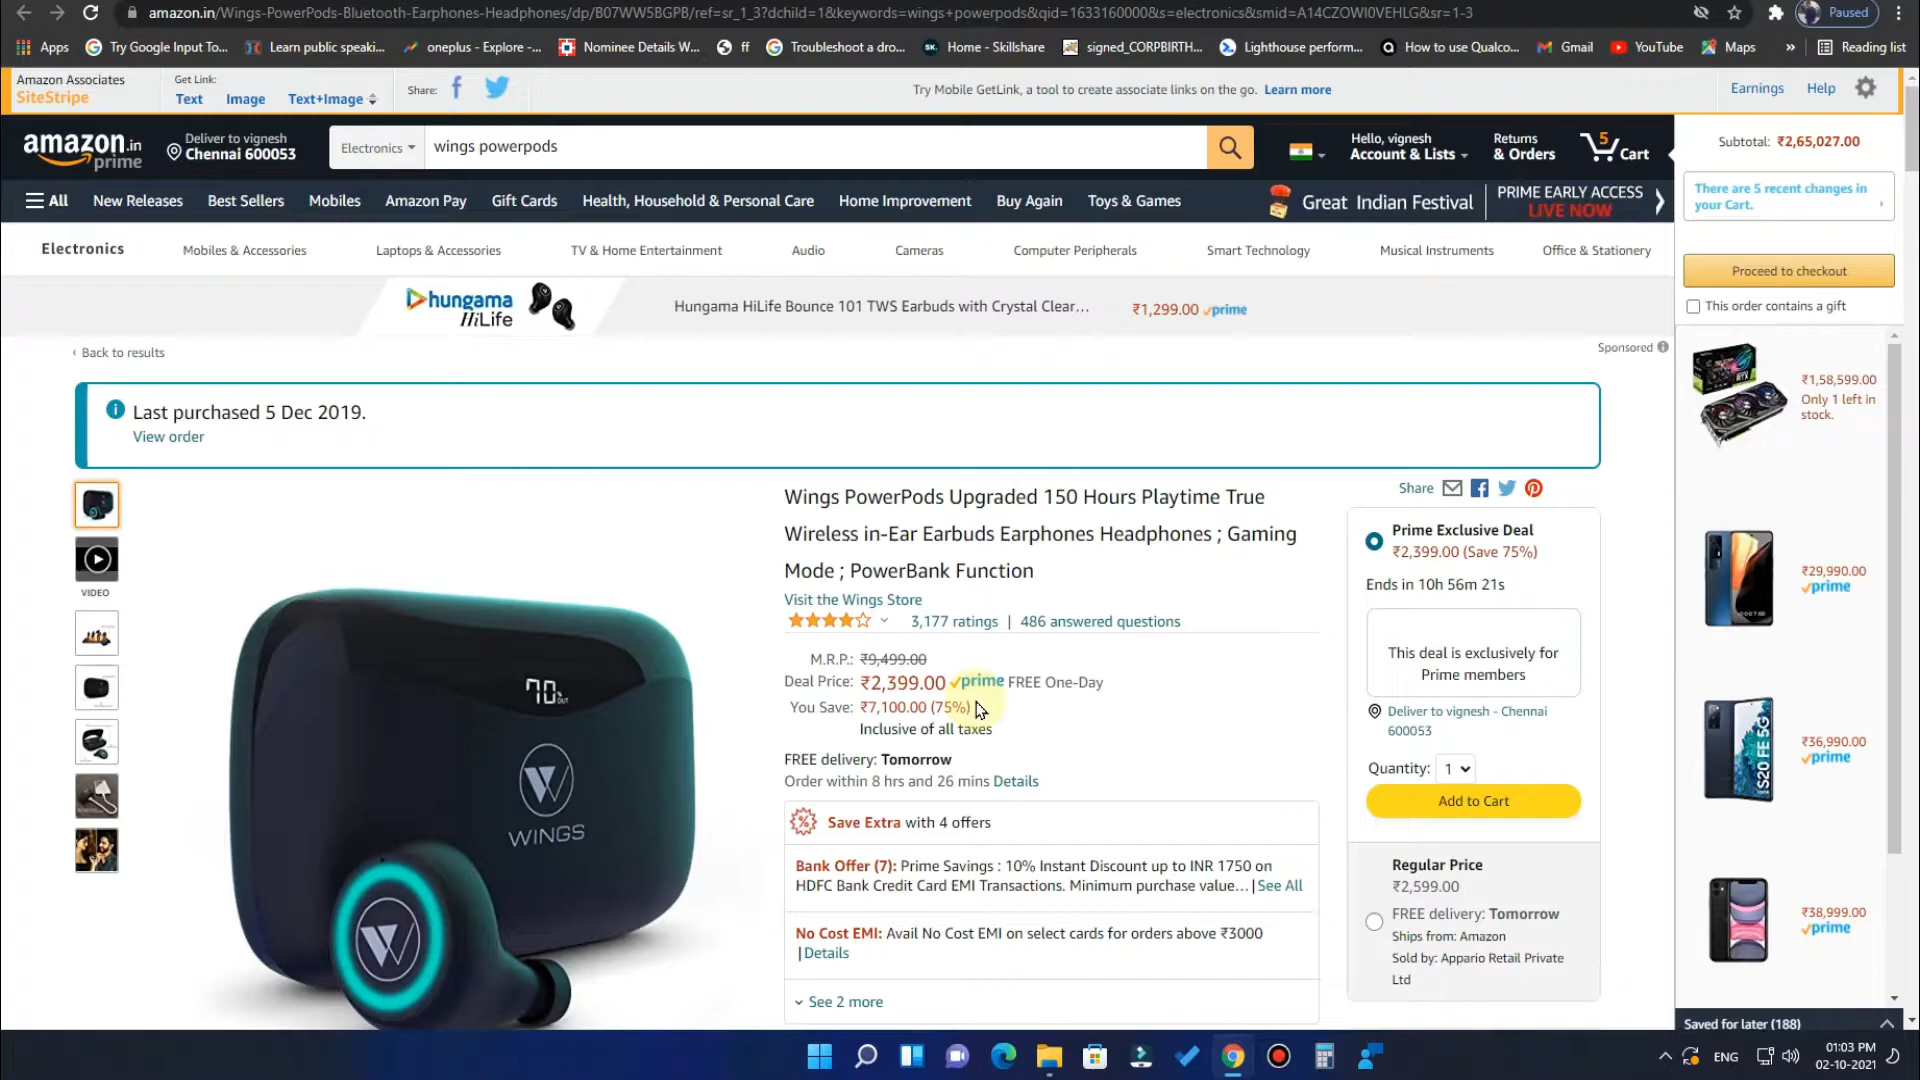 amazon.in/Wings-PowerPods-Bluetooth-Earphones-Headphones/dp/B07WW5BGPB/ref=sr_1_3?dchild=1&keywords=wings+powerpods&qid=1633160000&s=electronics&smid=A14CZOWI0VEHLG&sr=1-3
Paused
Apps
Try Google Input To...
Learn public speaki...
oneplus - Explore -...
Nominee Details W...
ff
Troubleshoot a dro...
Home - Skillshare
signed_CORPBIRTH...
Lighthouse perform...
How to use Qualco...
Gmail
YouTube
Maps
»
Reading list
Amazon Associates
SiteStripe
Get Link:
Text Image Text+Image
Share:
Try Mobile GetLink, a tool to create associate links on the go. Learn more
Earnings Help
amazon.in
prime
Deliver to vignesh
Chennai 600053
Electronics
wings powerpods
Hello, vignesh
Account & Lists
Returns
& Orders
5
Cart
Subtotal: ₹2,65,027.00
There are 5 recent changes in
your Cart.
Proceed to checkout
This order contains a gift
All New Releases Best Sellers Mobiles Amazon Pay Gift Cards Health, Household & Personal Care Home Improvement Buy Again Toys & Games
Great Indian Festival
PRIME EARLY ACCESS
LIVE NOW
Electronics Mobiles & Accessories Laptops & Accessories TV & Home Entertainment Audio Cameras Computer Peripherals Smart Technology Musical Instruments Office & Stationery
hungama
HiLife
Hungama HiLife Bounce 101 TWS Earbuds with Crystal Clear...
₹1,299.00 prime
Sponsored
‹ Back to results
Last purchased 5 Dec 2019.
View order
VIDEO
70%
OUT
WINGS
Wings PowerPods Upgraded 150 Hours Playtime True
Wireless in-Ear Earbuds Earphones Headphones ; Gaming
Mode ; PowerBank Function
Visit the Wings Store
3,177 ratings | 486 answered questions
M.R.P.: ₹9,499.00
Deal Price: ₹2,399.00 prime FREE One-Day
You Save: ₹7,100.00 (75%)
Inclusive of all taxes
FREE delivery: Tomorrow
Order within 8 hrs and 26 mins Details
Save Extra with 4 offers
Bank Offer (7): Prime Savings : 10% Instant Discount up to INR 1750 on
HDFC Bank Credit Card EMI Transactions. Minimum purchase value... | See All
No Cost EMI: Avail No Cost EMI on select cards for orders above ₹3000
| Details
See 2 more
Share
Prime Exclusive Deal
₹2,399.00 (Save 75%)
Ends in 10h 56m 21s
This deal is exclusively for
Prime members
Deliver to vignesh - Chennai
600053
Quantity: 1
Add to Cart
Regular Price
₹2,599.00
FREE delivery: Tomorrow
Ships from: Amazon
Sold by: Appario Retail Private
Ltd
₹1,58,599.00
Only 1 left in
stock.
₹29,990.00
prime
S20 FE 5G
₹36,990.00
prime
₹38,999.00
prime
Saved for later (188)
ENG
01:03 PM
02-10-2021